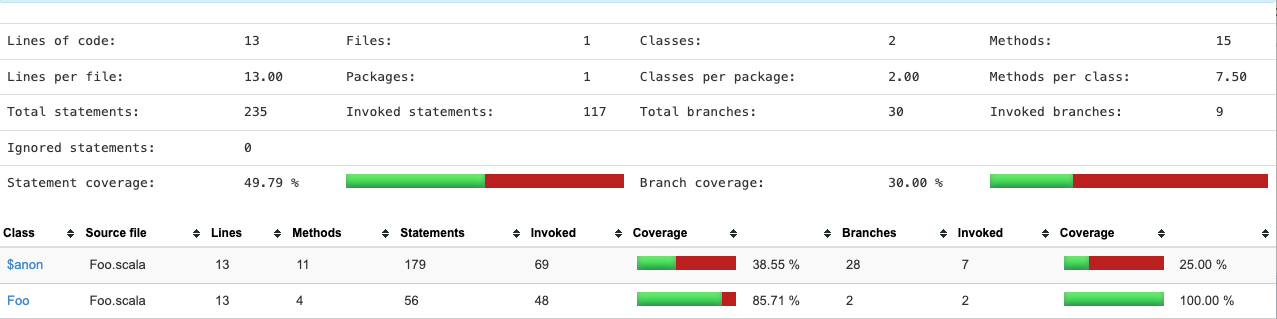 Lines of code: 13 Files: 1 Classes: 2 Methods: 15
Lines per file: 13.00 Packages: 1 Classes per package: 2.00 Methods per class: 7.50
Total statements: 235 Invoked statements: 117 Total branches: 30 Invoked branches: 9
Ignored statements: 0
Statement coverage: 49.79 % Branch coverage: 30.00 %
Class Source file Lines Methods Statements Invoked Coverage Branches Invoked Coverage
$anon Foo.scala 13 11 179 69 38.55 % 28 7 25.00 %
Foo Foo.scala 13 4 56 48 85.71 % 2 2 100.00 %